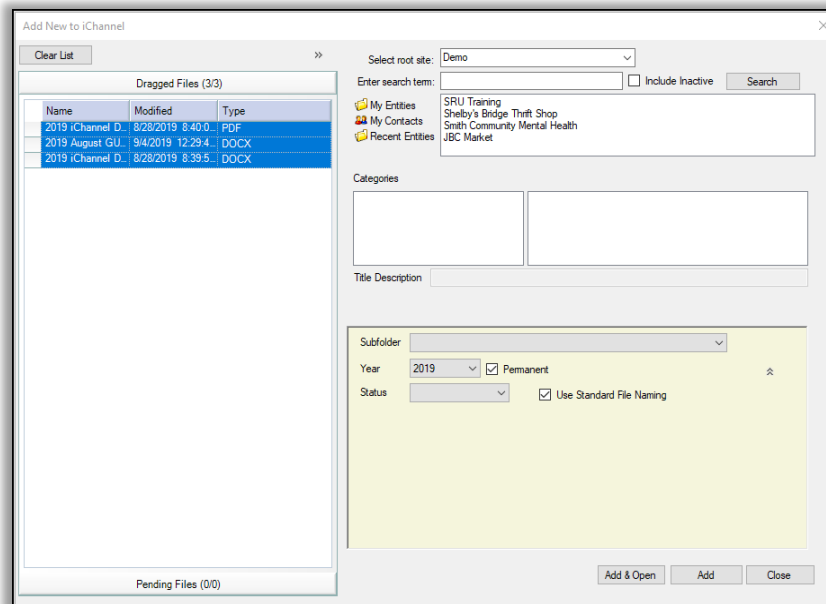 Add New to iChannel
Clear List
»
Dragged Files (3/3)
Name Modified Type
2019 iChannel D... 8/28/2019 8:40:0... PDF
2019 August GU... 9/4/2019 12:29:4... DOCX
2019 iChannel D... 8/28/2019 8:39:5... DOCX
Pending Files (0/0)
Select root site: Demo
Enter search term: Include Inactive Search
My Entities
My Contacts
Recent Entities
SRU Training
Shelby's Bridge Thrift Shop
Smith Community Mental Health
JBC Market
Categories
Title Description
Subfolder
Year 2019 Permanent
Status Use Standard File Naming
Add & Open Add Close